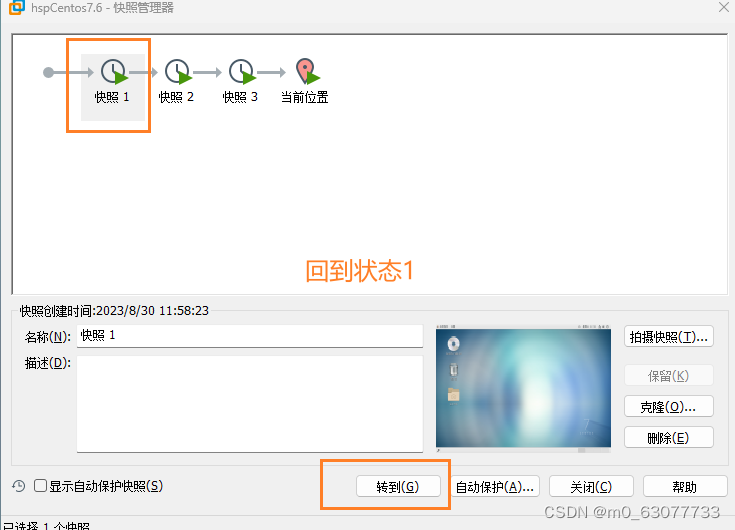 hspCentos7.6 - 快照管理器
快照 1 快照 2 快照 3 当前位置
回到状态1
快照创建时间:2023/8/30 11:58:23
名称(N): 快照 1 拍摄快照(T)...
描述(D):
保留(K)
克隆(O)...
删除(E)
显示自动保护快照(S) 转到(G) 自动保护(A)... 关闭(C) 帮助
CSDN @m0_63077733
已选择 1 个快照